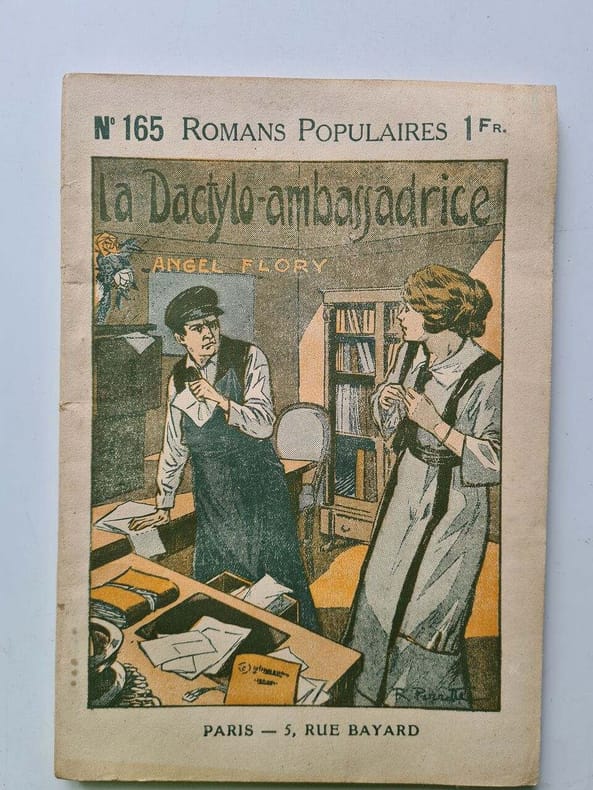 N° 165 ROMANS POPULAIRES 1 FR.
la Dactylo-ambassadrice
ANGEL FLORY
PARIS — 5, RUE BAYARD